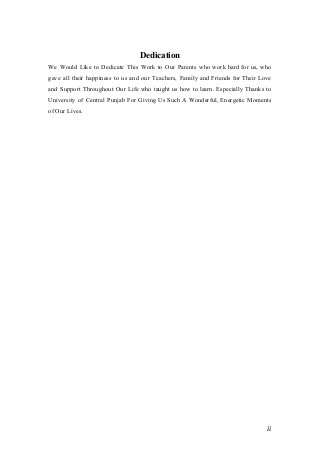 Dedication
We Would Like to Dedicate This Work to Our Parents who work hard for us, who
gave all their happiness to us and our Teachers, Family and Friends for Their Love
and Support Throughout Our Life who taught us how to learn. Especially Thanks to
University of Central Punjab For Giving Us Such A Wonderful, Energetic Moments
of Our Lives.
ii